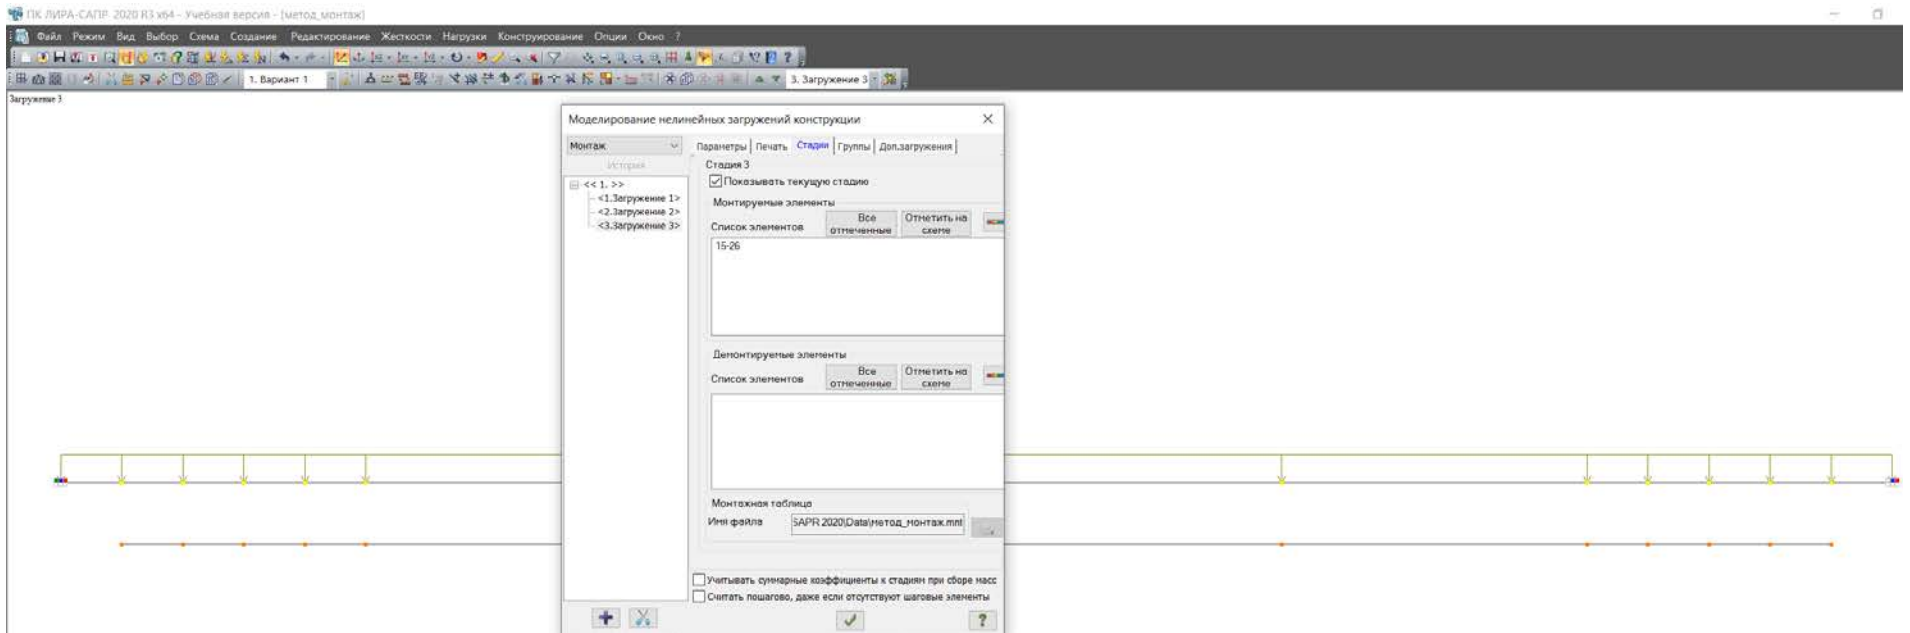 ПК ЛИРА-САПР 2020 R3 x64 - Учебная версия - [метод_монтаж]
Файл Режим Вид Выбор Схема Создание Редактирование Жесткости Нагрузки Конструирование Опции Окно ?
1. Вариант 1 3. Загружение 3
Загружение 3
Моделирование нелинейных загружений конструкции
Монтаж
Параметры Печать Стадии Группы Доп.загружения
История
Стадия 3
<< 1. >>
Показывать текущую стадию
<1.Загружение 1>
<2.Загружение 2>
<3.Загружение 3>
Монтируемые элементы
Список элементов
Все отмеченные
Отметить на схеме
15-26
Демонтируемые элементы
Список элементов
Все отмеченные
Отметить на схеме
Монтажная таблица
Имя файла SAPR 2020\Data\метод_монтаж.mnt
...
Учитывать суммарные коэффициенты к стадиям при сборе масс
Считать пошагово, даже если отсутствуют шаговые элементы
?